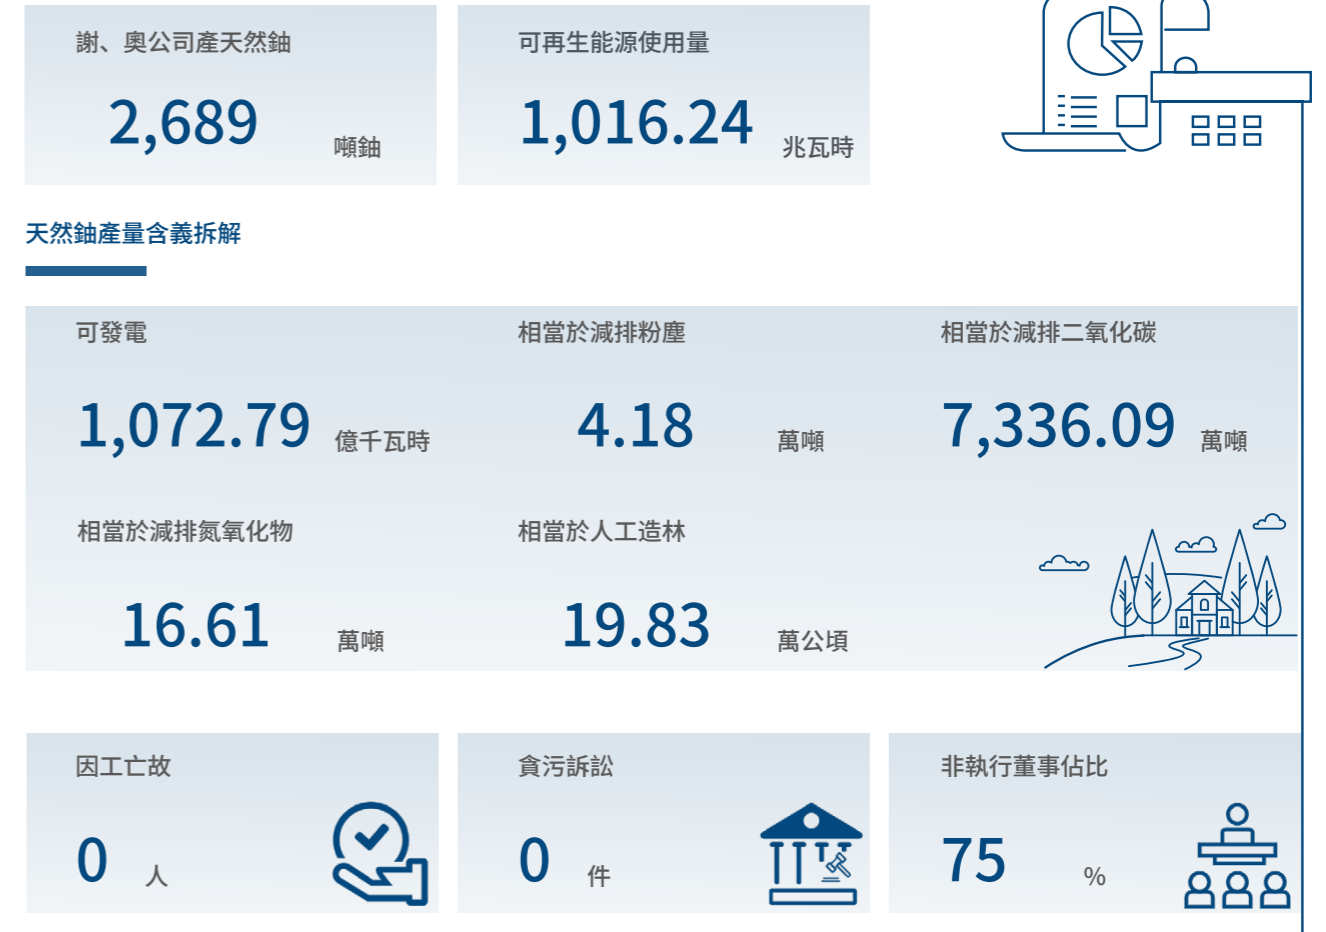 謝、奧公司產天然鈾
2,689 噸鈾
可再生能源使用量
1,016.24 兆瓦時
天然鈾產量含義拆解
可發電
1,072.79 億千瓦時
相當於減排粉塵
4.18 萬噸
相當於減排二氧化碳
7,336.09 萬噸
相當於減排氮氧化物
16.61 萬噸
相當於人工造林
19.83 萬公頃
因工亡故
0 人
貪污訴訟
0 件
非執行董事佔比
75 %